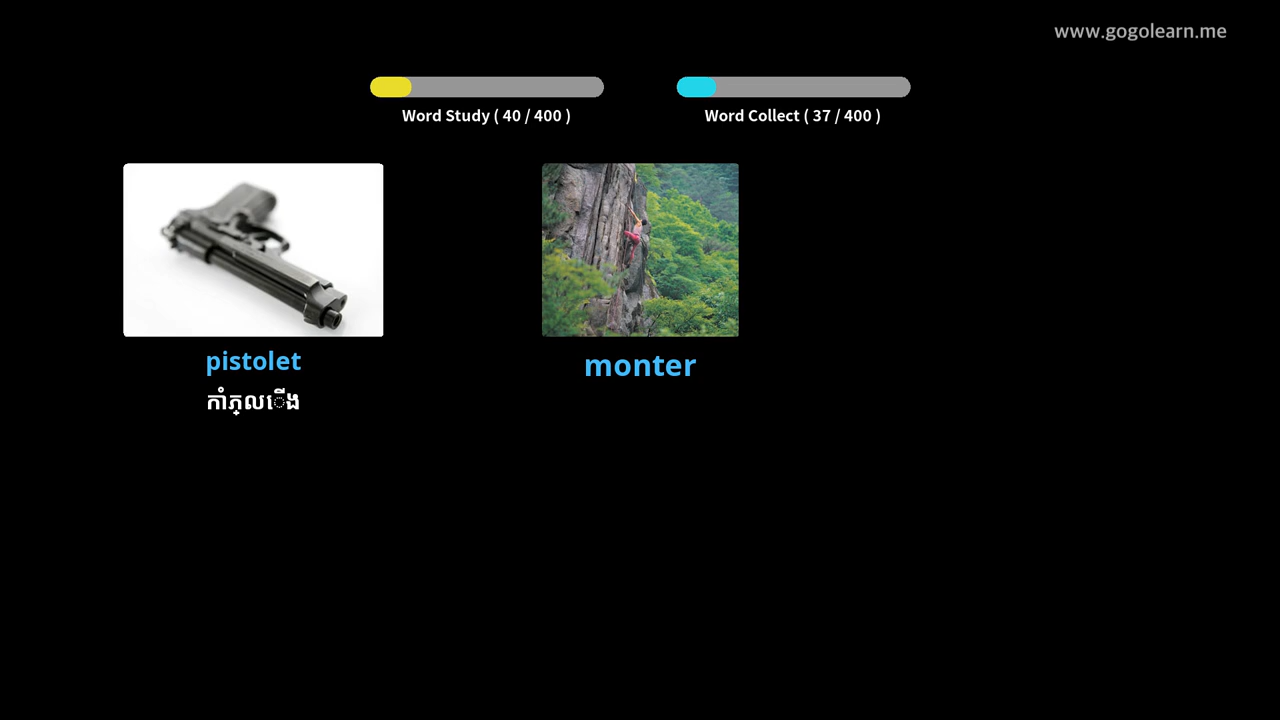 www.gogolearn.me
Word Study ( 40 / 400 )
Word Collect ( 37 / 400 )
pistolet
monter
កាំភ្លើង